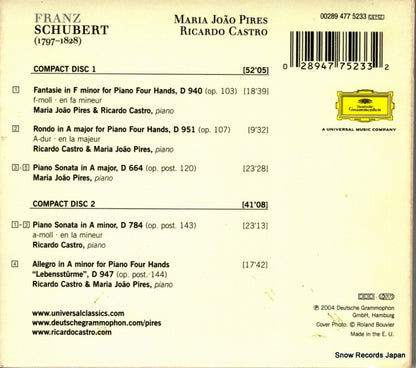 FRANZ
SCHUBERT
(1797–1828)
MARIA JOÃO PIRES
RICARDO CASTRO
00289 477 5233
0 28947 75233 2
Deutsche
Grammophon
A UNIVERSAL MUSIC COMPANY
COMPACT DISC 1 [52'05]
1 Fantasie in F minor for Piano Four Hands, D 940 (op. 103) [18'39]
f-moll · en fa mineur
Maria João Pires & Ricardo Castro, piano
2 Rondo in A major for Piano Four Hands, D 951 (op. 107) [9'32]
A-dur · en la majeur
Ricardo Castro & Maria João Pires, piano
3-5 Piano Sonata in A major, D 664 (op. post. 120) [23'28]
Maria João Pires, piano
COMPACT DISC 2 [41'08]
1-3 Piano Sonata in A minor, D 784 (op. post. 143) [23'13]
a-moll · en la mineur
Ricardo Castro, piano
4 Allegro in A minor for Piano Four Hands [17'42]
"Lebensstürme", D 947 (op. post. 144)
Ricardo Castro & Maria João Pires, piano
www.universalclassics.com
www.deutschegrammophon.com/pires
www.ricardocastro.com
℗ 2004 Deutsche Grammophon
GmbH, Hamburg
Cover Photo: © Roland Bouvier
Made in the E. U.
Snow Records Japan